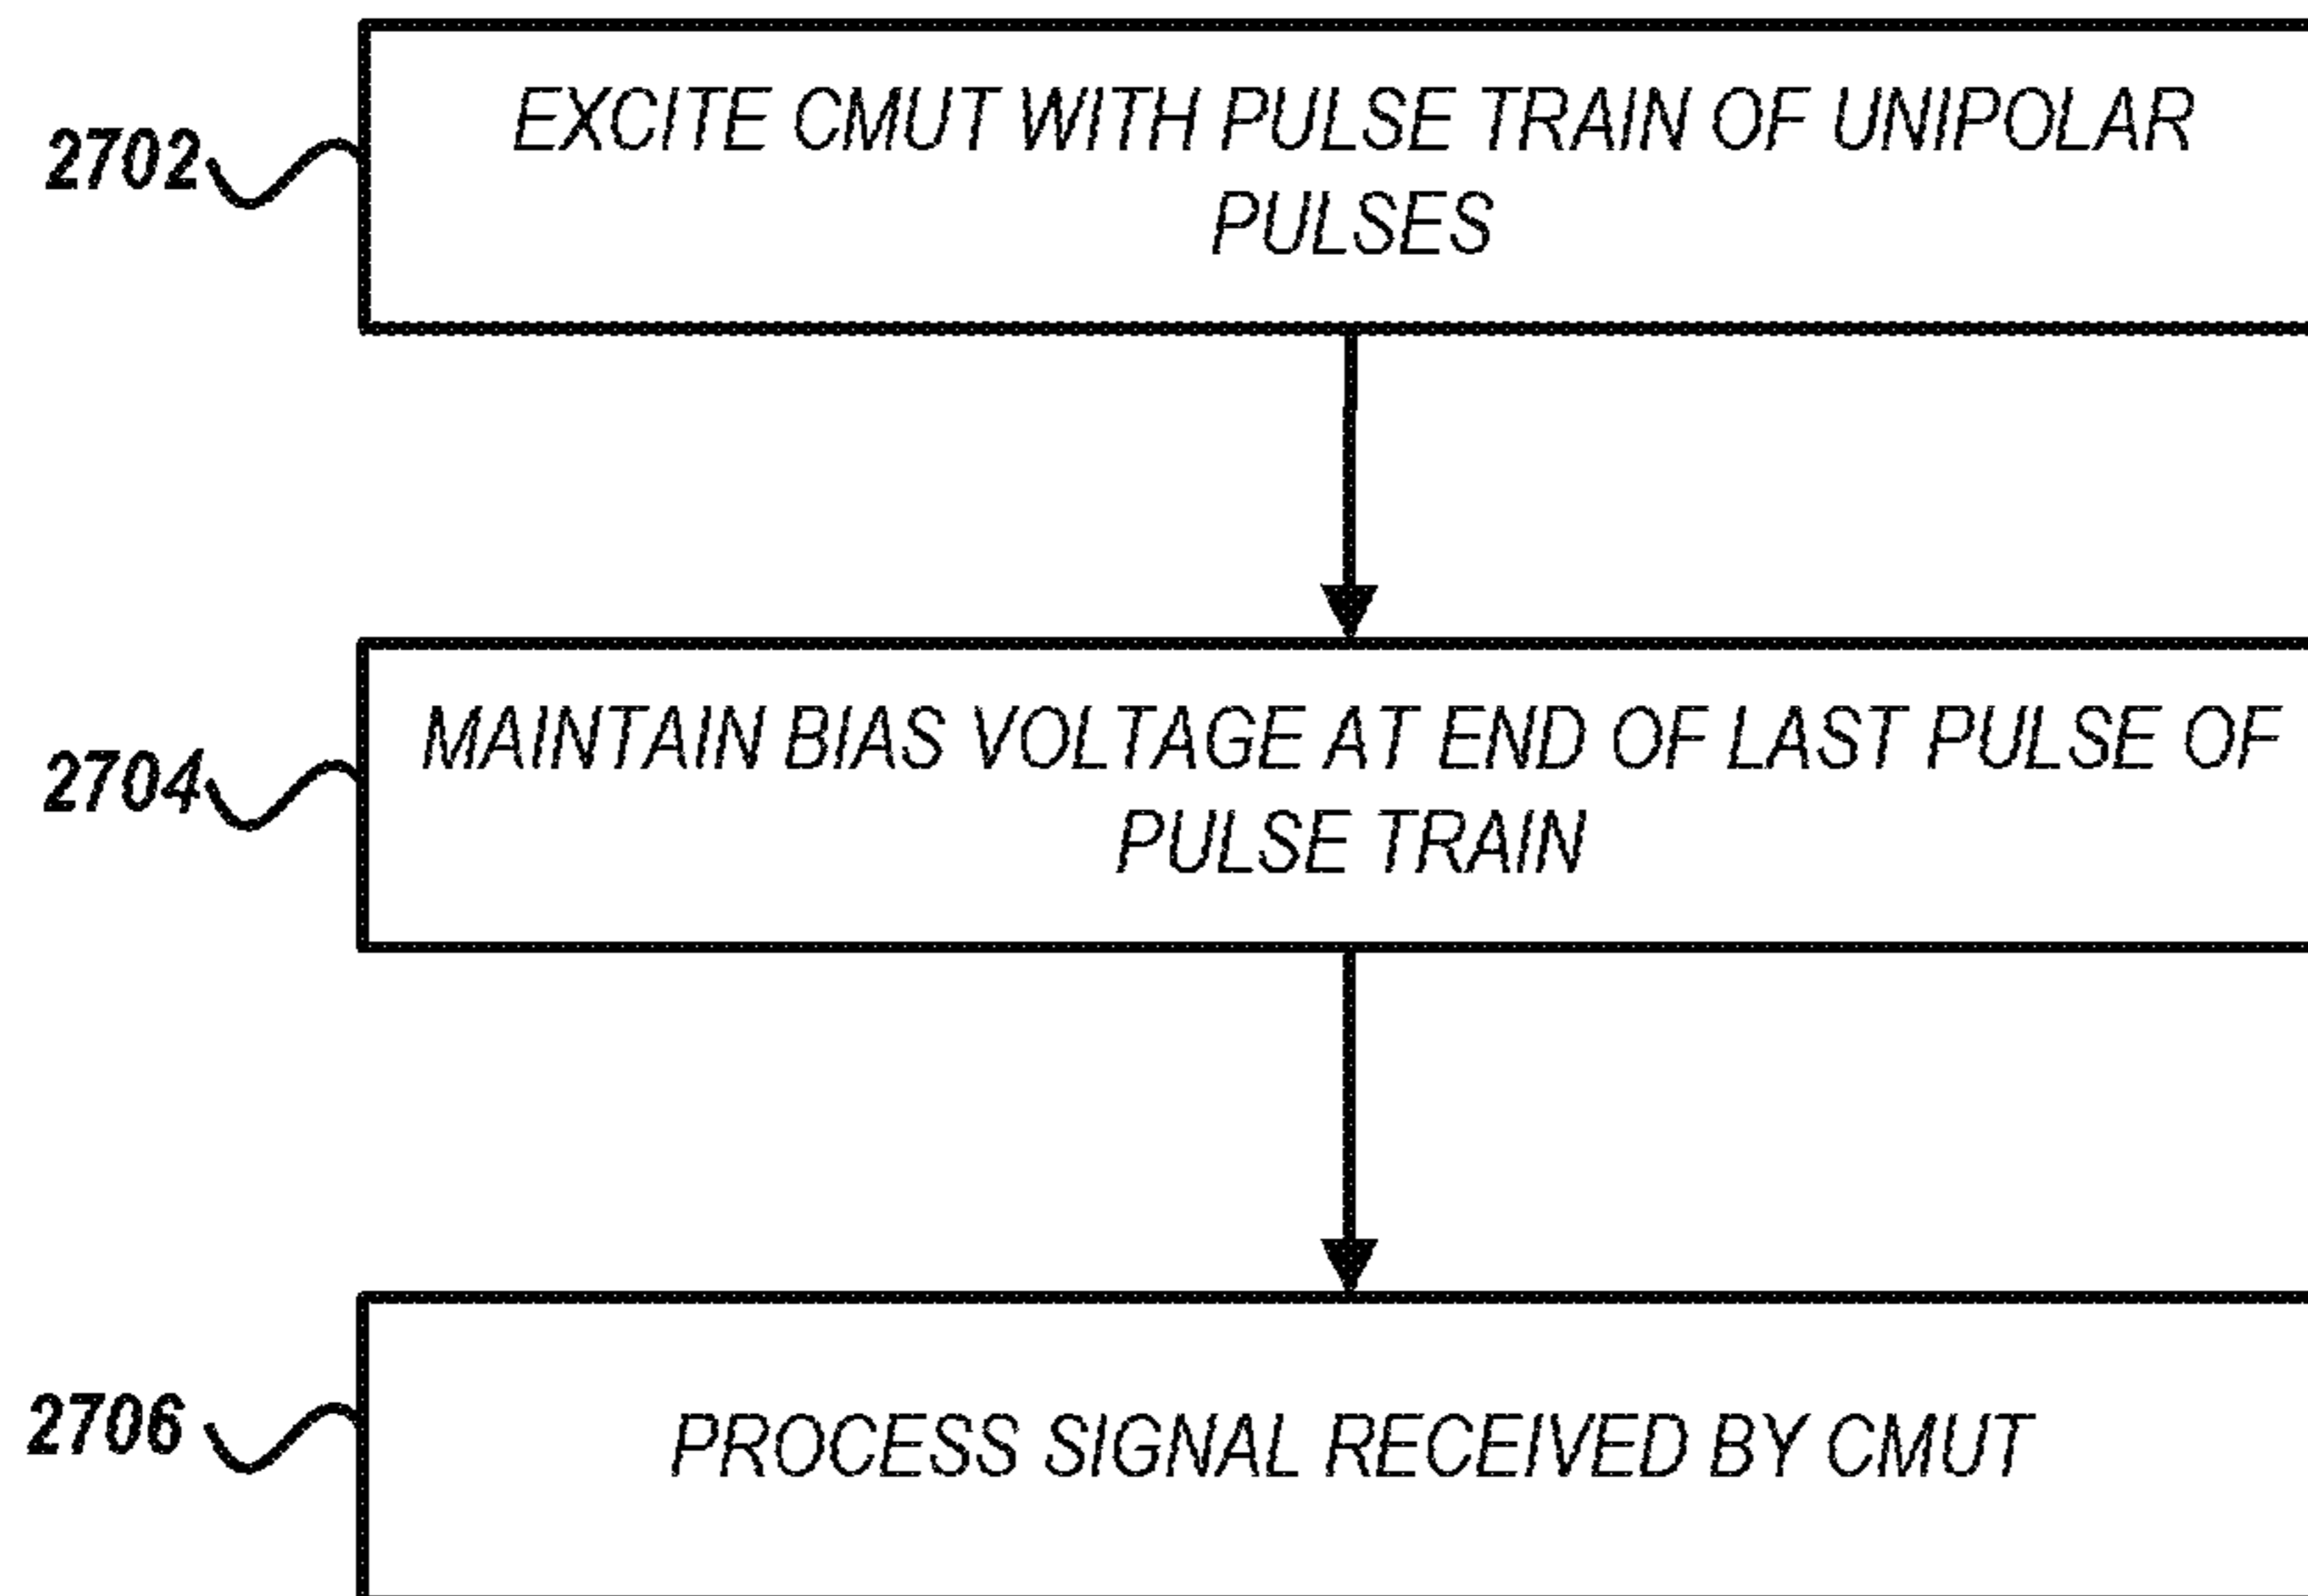 2702
EXCITE CMUT WITH PULSE TRAIN OF UNIPOLAR
PULSES
2704
MAINTAIN BIAS VOLTAGE AT END OF LAST PULSE OF
PULSE TRAIN
2706
PROCESS SIGNAL RECEIVED BY CMUT